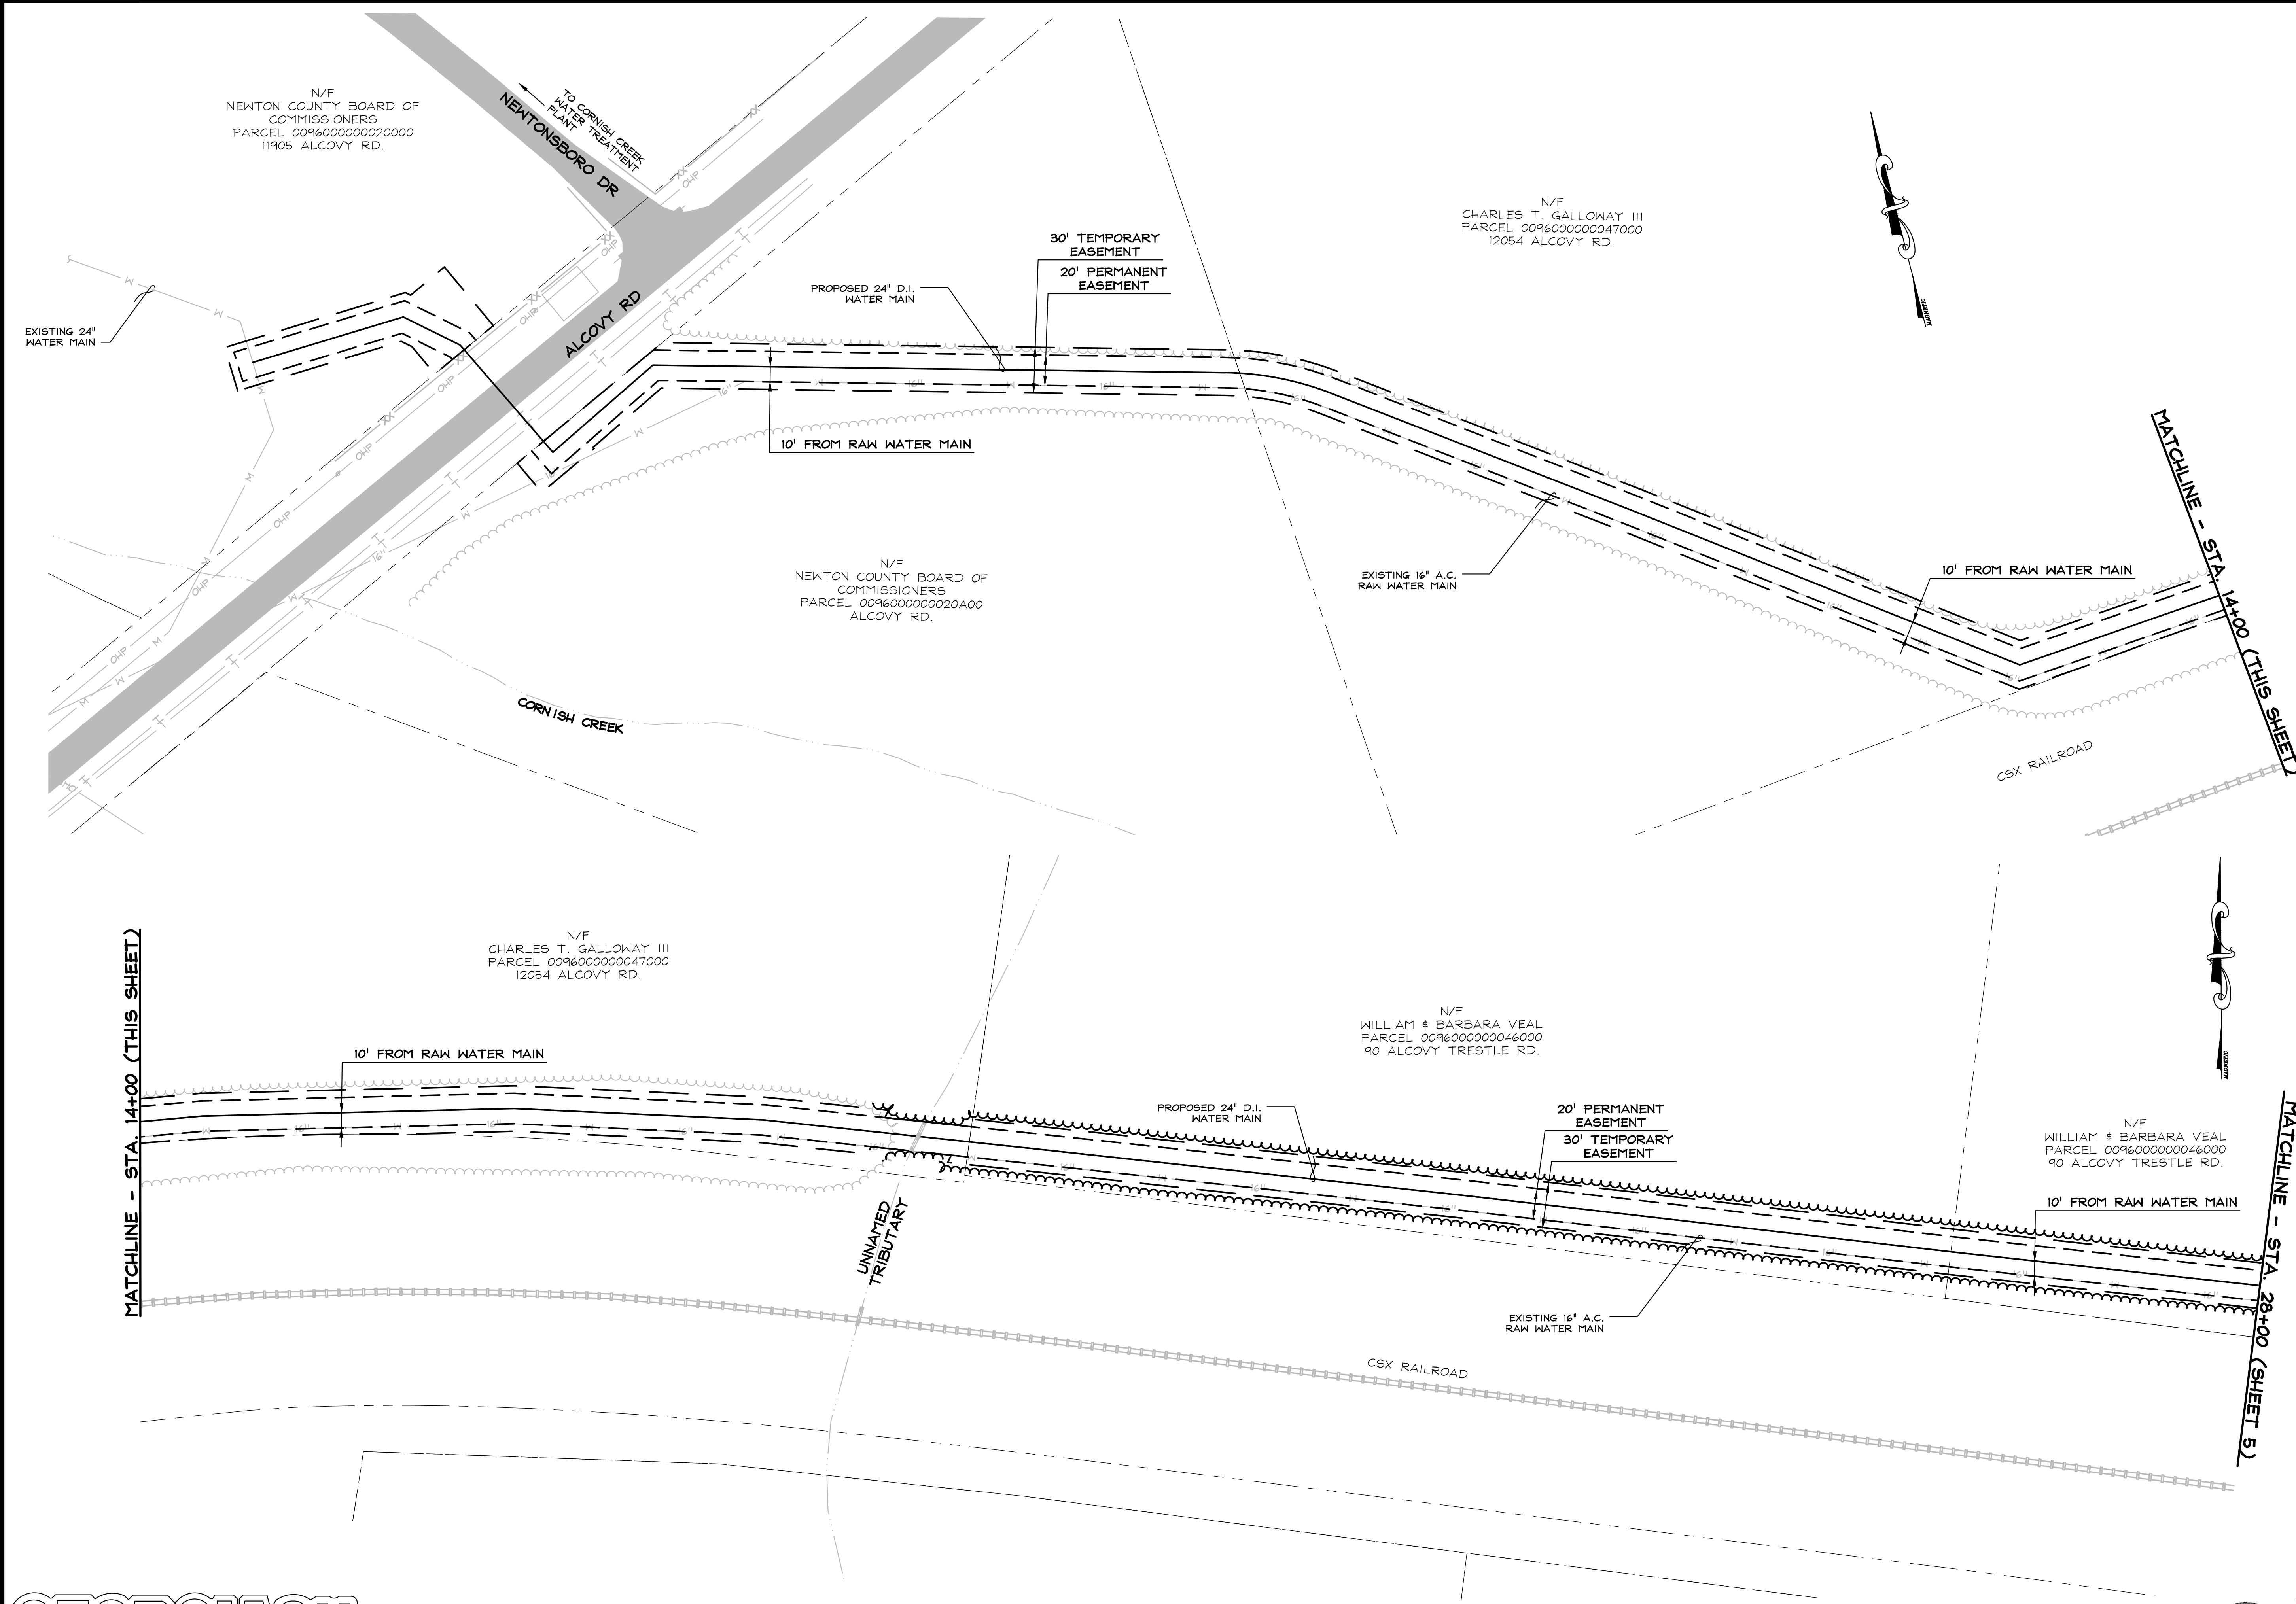 N/F
NEWTON COUNTY BOARD OF
COMMISSIONERS
PARCEL 0096000000020000
11905 ALCOVY RD.
TO CORNISH CREEK
WATER TREATMENT
PLANT
NEWTONSBORO DR
ALCOVY RD
EXISTING 24"
WATER MAIN
PROPOSED 24" D.I.
WATER MAIN
30' TEMPORARY
EASEMENT
20' PERMANENT
EASEMENT
10' FROM RAW WATER MAIN
N/F
CHARLES T. GALLOWAY III
PARCEL 0096000000047000
12054 ALCOVY RD.
MAGNETIC
N/F
NEWTON COUNTY BOARD OF
COMMISSIONERS
PARCEL 0096000000020A00
ALCOVY RD.
EXISTING 16" A.C.
RAW WATER MAIN
10' FROM RAW WATER MAIN
MATCHLINE - STA. 14+00 (THIS SHEET)
CORNISH CREEK
CSX RAILROAD
MATCHLINE - STA. 14+00 (THIS SHEET)
N/F
CHARLES T. GALLOWAY III
PARCEL 0096000000047000
12054 ALCOVY RD.
10' FROM RAW WATER MAIN
UNNAMED
TRIBUTARY
N/F
WILLIAM & BARBARA VEAL
PARCEL 0096000000046000
90 ALCOVY TRESTLE RD.
PROPOSED 24" D.I.
WATER MAIN
20' PERMANENT
EASEMENT
30' TEMPORARY
EASEMENT
MAGNETIC
N/F
WILLIAM & BARBARA VEAL
PARCEL 0096000000046000
90 ALCOVY TRESTLE RD.
10' FROM RAW WATER MAIN
EXISTING 16" A.C.
RAW WATER MAIN
CSX RAILROAD
MATCHLINE - STA. 28+00 (SHEET 5)